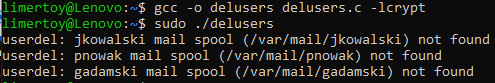 limertoy@Lenovo:~$ gcc -o delusers delusers.c -lcrypt
limertoy@Lenovo:~$ sudo ./delusers
userdel: jkowalski mail spool (/var/mail/jkowalski) not found
userdel: pnowak mail spool (/var/mail/pnowak) not found
userdel: gadamski mail spool (/var/mail/gadamski) not found